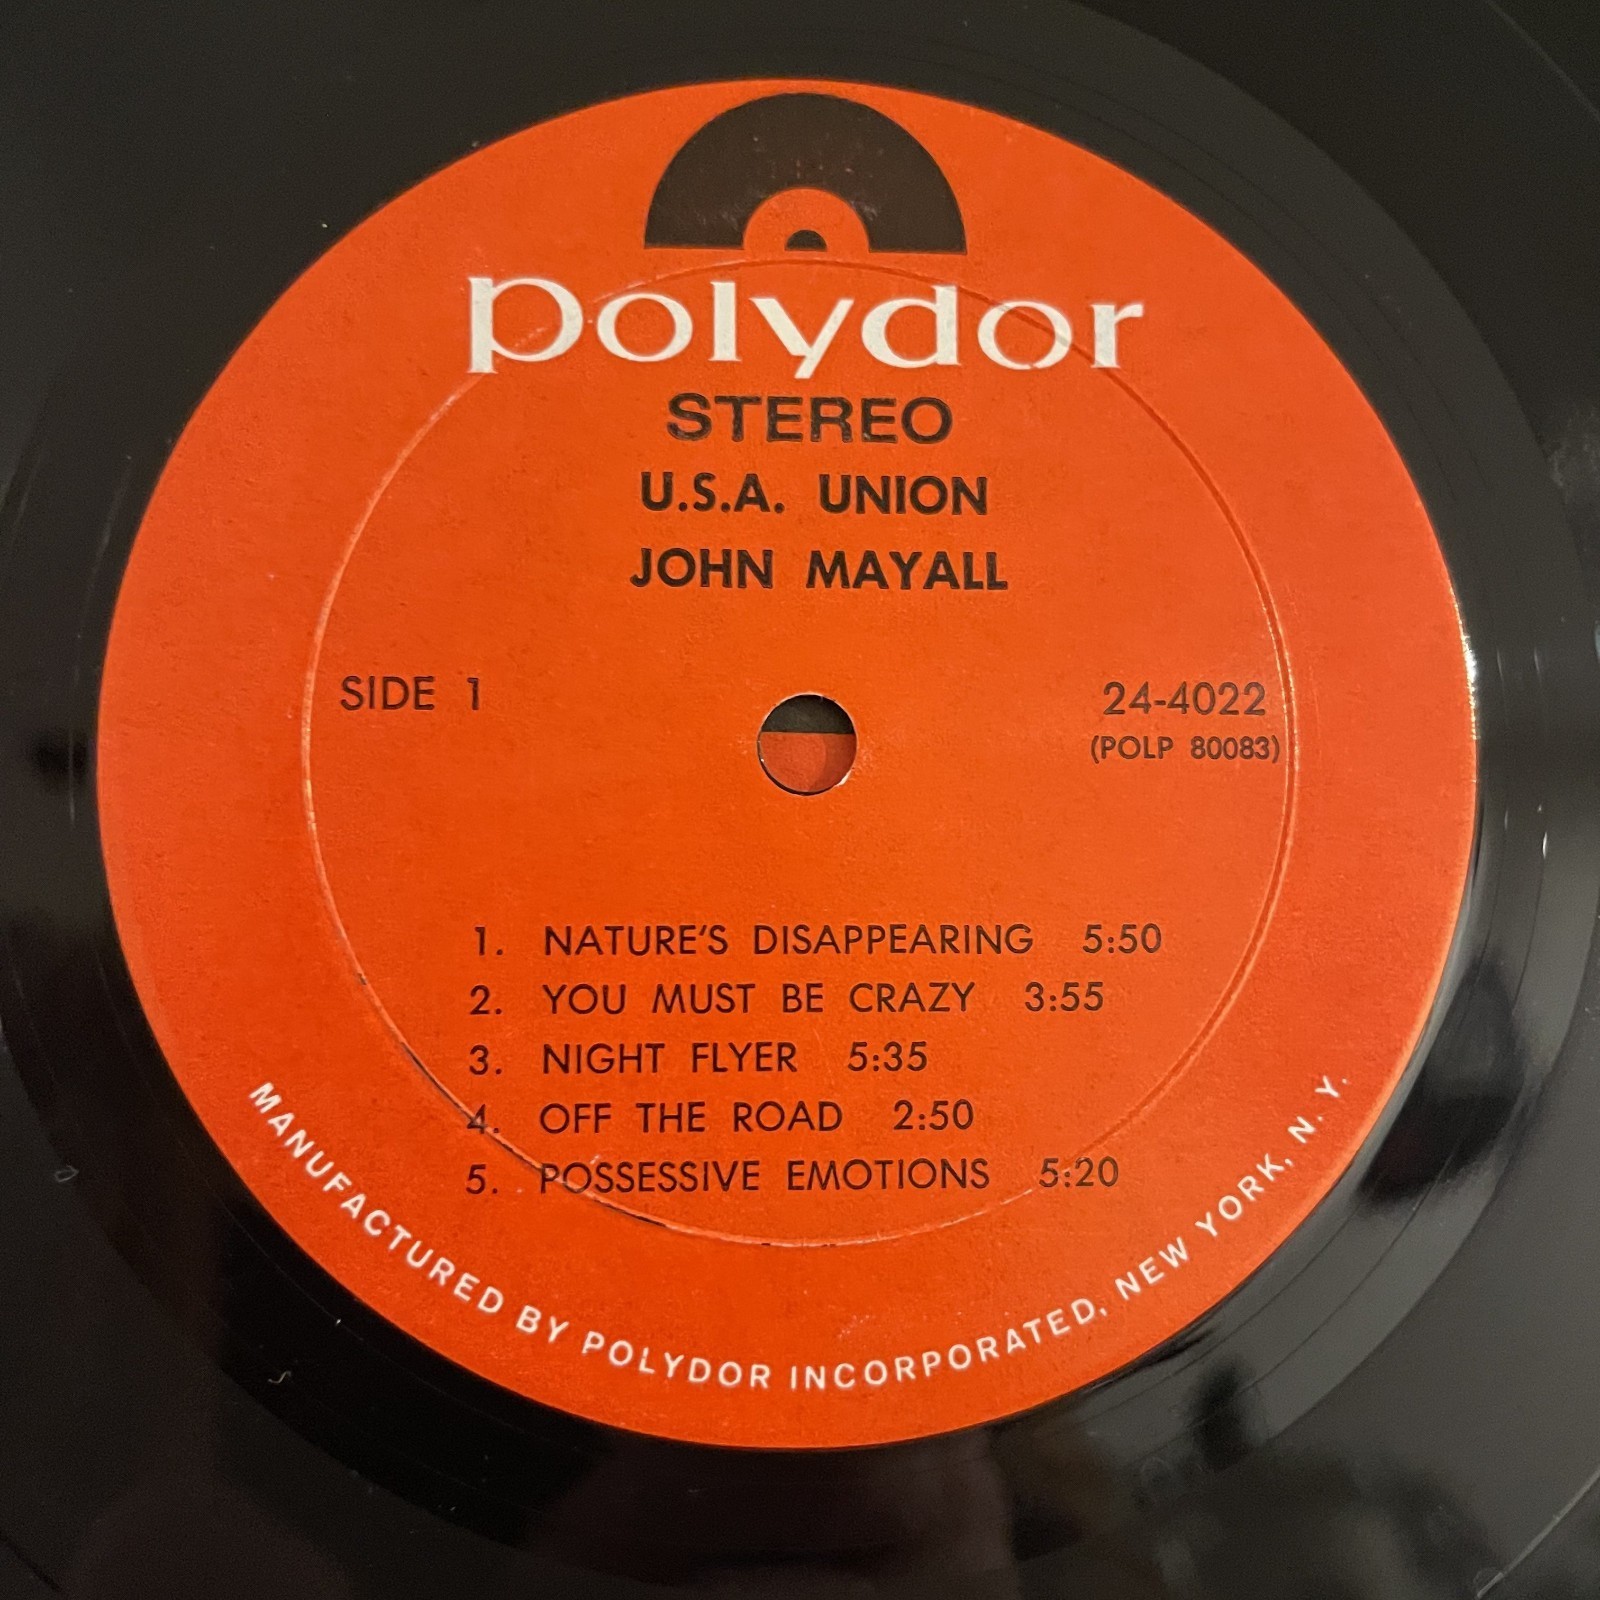 polydor
STEREO
U.S.A. UNION
JOHN MAYALL
SIDE 1
24-4022
(POLP 80083)
1. NATURE'S DISAPPEARING 5:50
2. YOU MUST BE CRAZY 3:55
3. NIGHT FLYER 5:35
4. OFF THE ROAD 2:50
5. POSSESSIVE EMOTIONS 5:20
MANUFACTURED BY POLYDOR INCORPORATED, NEW YORK, N. Y.